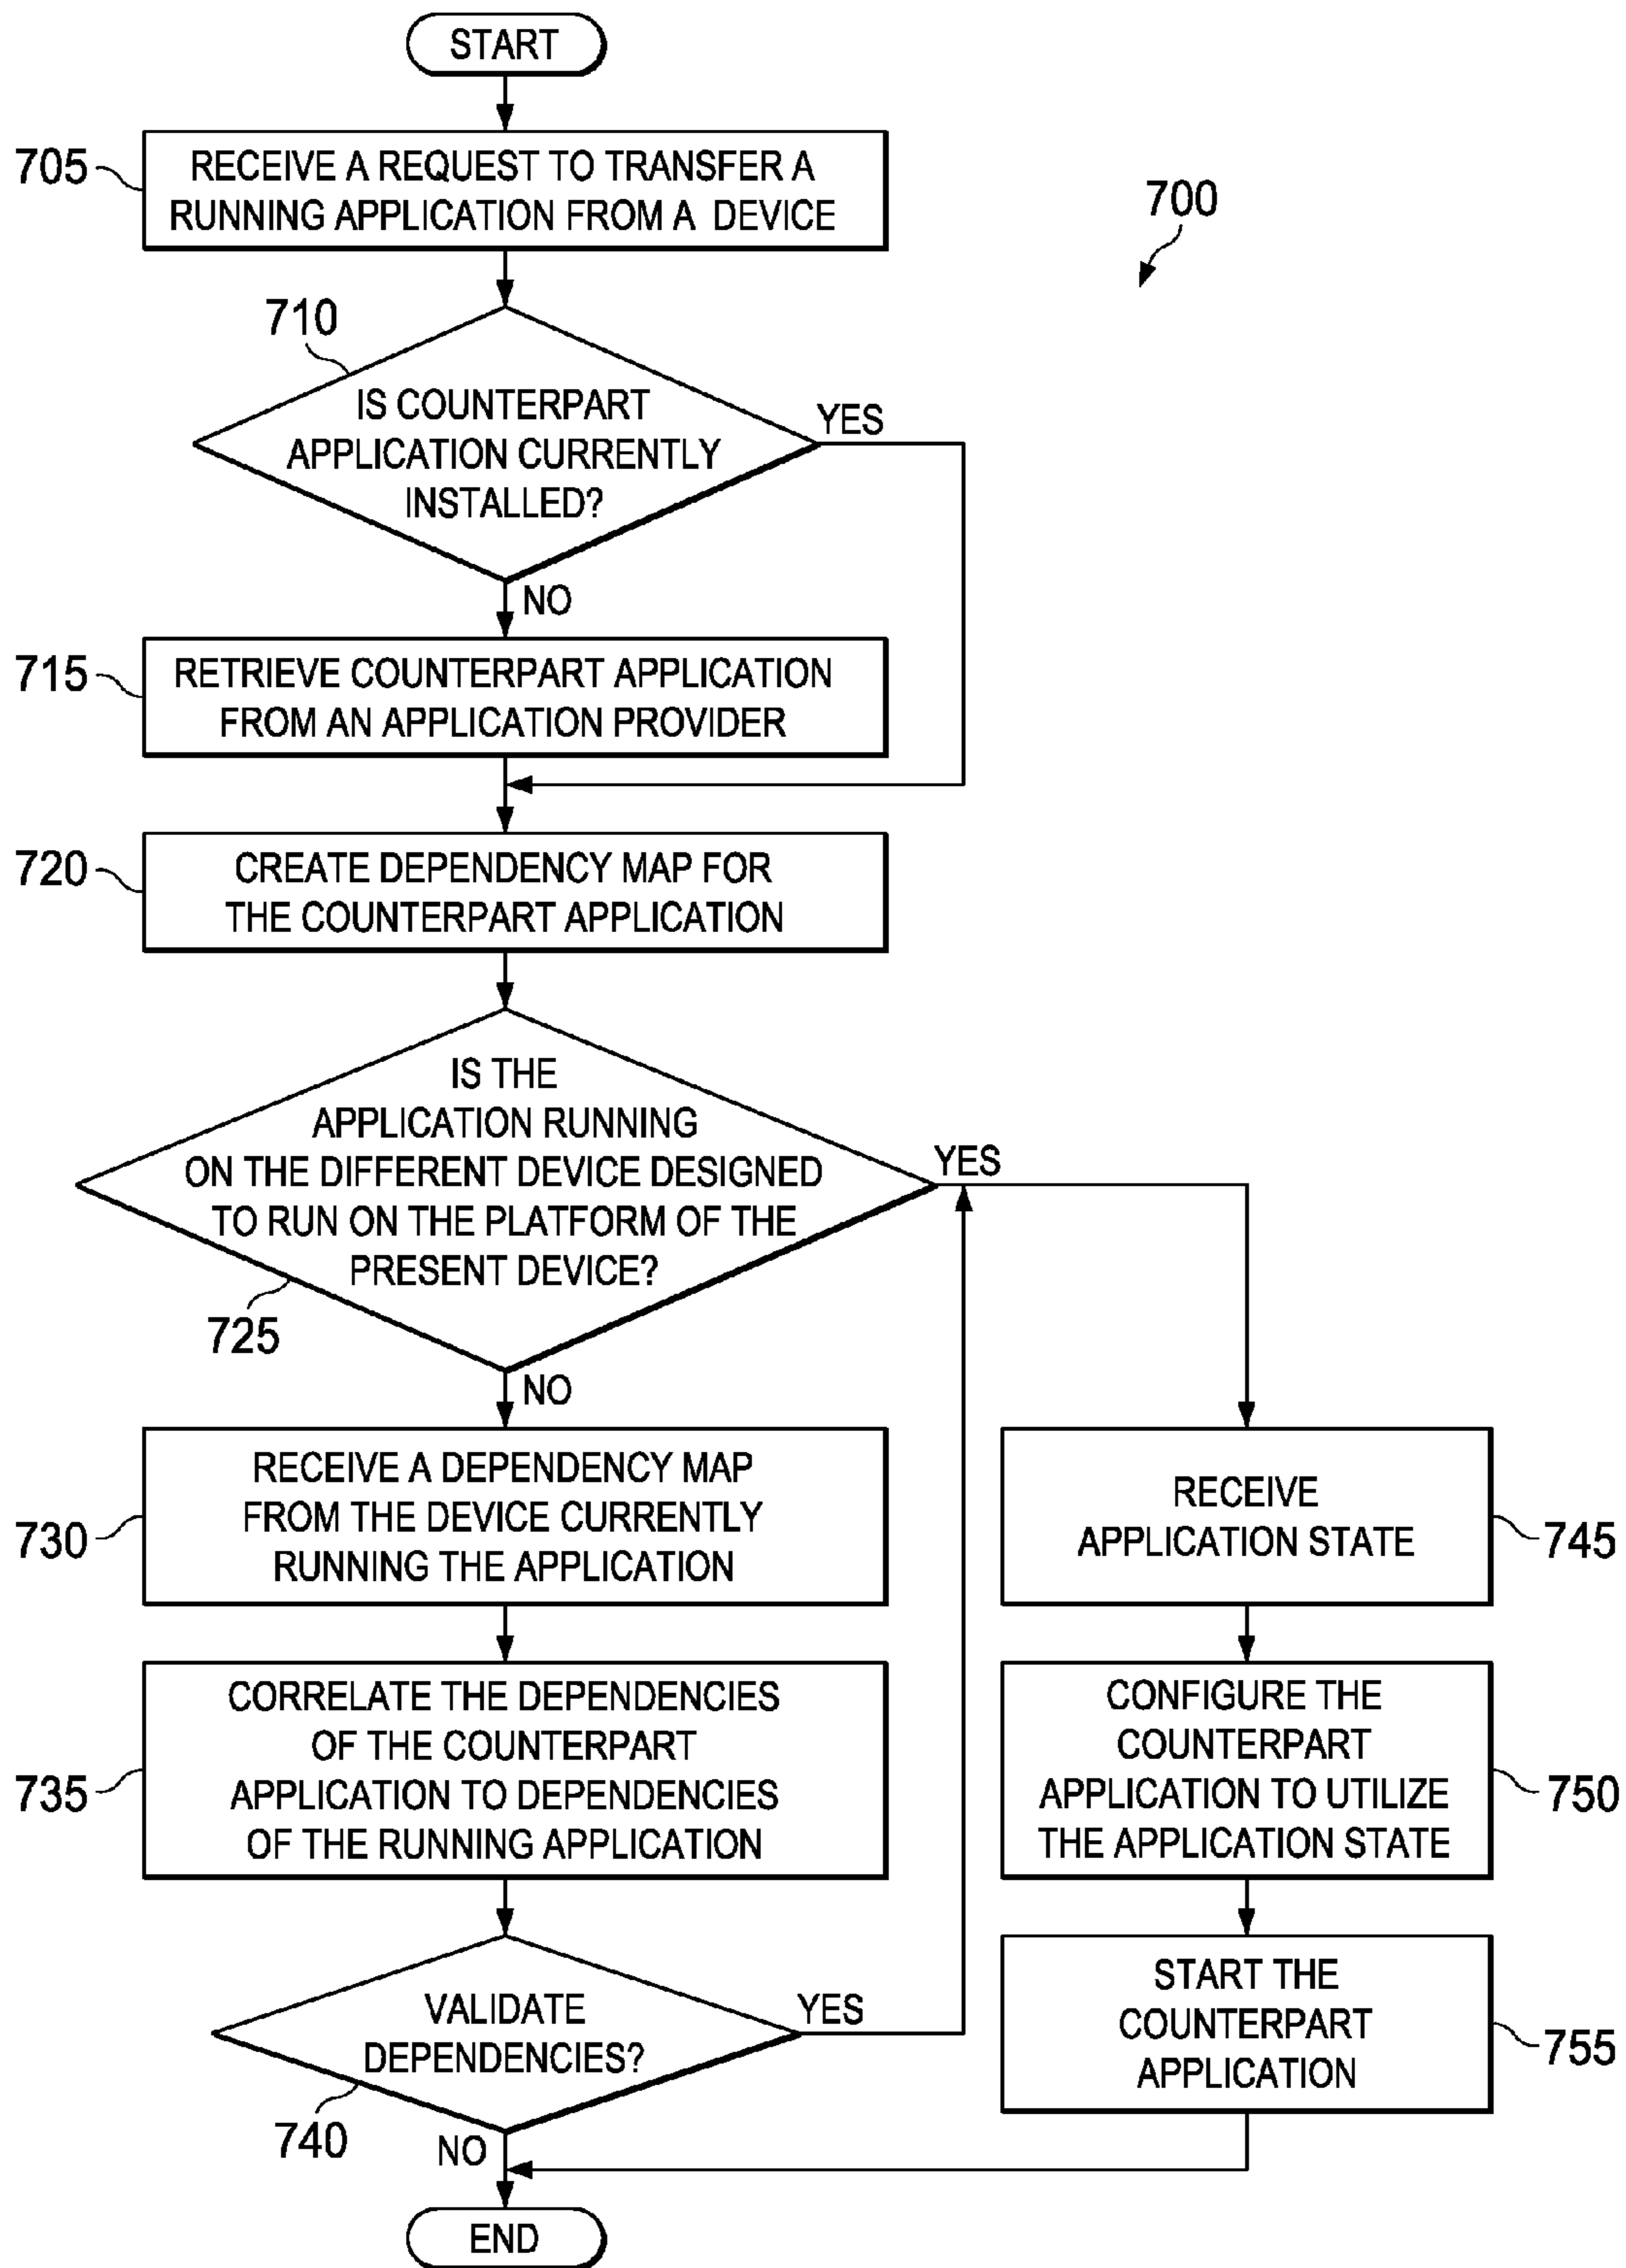 START
705
RECEIVE A REQUEST TO TRANSFER A
RUNNING APPLICATION FROM A DEVICE
700
710
IS COUNTERPART
APPLICATION CURRENTLY
INSTALLED?
YES
NO
715
RETRIEVE COUNTERPART APPLICATION
FROM AN APPLICATION PROVIDER
720
CREATE DEPENDENCY MAP FOR
THE COUNTERPART APPLICATION
IS THE
APPLICATION RUNNING
ON THE DIFFERENT DEVICE DESIGNED
TO RUN ON THE PLATFORM OF THE
PRESENT DEVICE?
YES
725
NO
730
RECEIVE A DEPENDENCY MAP
FROM THE DEVICE CURRENTLY
RUNNING THE APPLICATION
735
CORRELATE THE DEPENDENCIES
OF THE COUNTERPART
APPLICATION TO DEPENDENCIES
OF THE RUNNING APPLICATION
VALIDATE
DEPENDENCIES?
YES
740
NO
RECEIVE
APPLICATION STATE
745
CONFIGURE THE
COUNTERPART
APPLICATION TO UTILIZE
THE APPLICATION STATE
750
START THE
COUNTERPART
APPLICATION
755
END